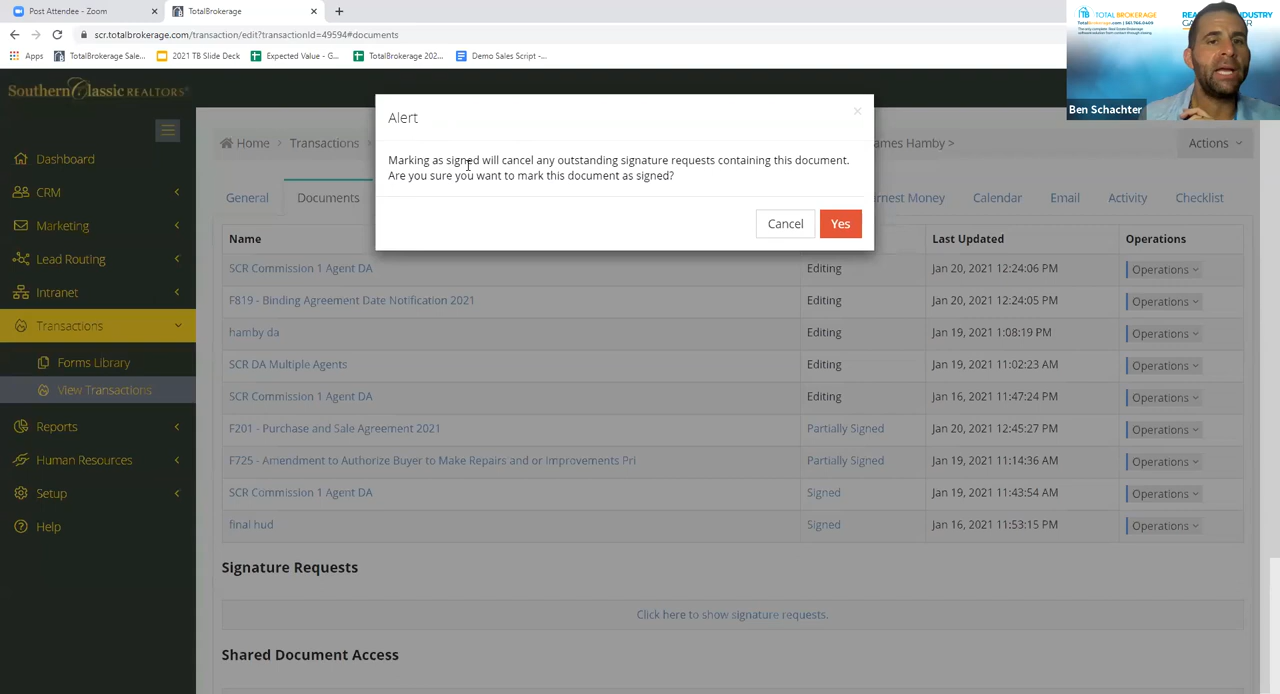 Post Attendee - Zoom
TotalBrokerage
scr.totalbrokerage.com/transaction/edit?transactionId=49594#docum
Apps
TotalBrokerage Sale...
2021 TB Slide Deck
Expected Value - G...
TotalBrokerage 202...
Demo Sales Script -...
TOTAL BROKERAGE
Ben Schachter
Southern Classic REALTORS
Dashboard
CRM
Marketing
Lead Routing
Intranet
Transactions
Forms Library
View Transactions
Reports
Human Resources
Setup
Help
Home
Transactions
ames Hamby >
Actions
General
Documents
rnest Money
Calendar
Email
Activity
Checklist
Alert
×
Marking as signed will cancel any outstanding signature requests containing this document.
Are you sure you want to mark this document as signed?
Cancel
Yes
Name Last Updated Operations
SCR Commission 1 Agent DA Editing Jan 20, 2021 12:24:06 PM Operations
F819 - Binding Agreement Date Notification 2021 Editing Jan 20, 2021 12:24:05 PM Operations
hamby da Editing Jan 19, 2021 1:08:19 PM Operations
SCR DA Multiple Agents Editing Jan 19, 2021 11:02:23 AM Operations
SCR Commission 1 Agent DA Editing Jan 16, 2021 11:47:24 PM Operations
F201 - Purchase and Sale Agreement 2021 Partially Signed Jan 20, 2021 12:45:27 PM Operations
F725 - Amendment to Authorize Buyer to Make Repairs and or Improvements Pri Partially Signed Jan 19, 2021 11:14:36 AM Operations
SCR Commission 1 Agent DA Signed Jan 19, 2021 11:43:54 AM Operations
final hud Signed Jan 16, 2021 11:53:15 PM Operations
Signature Requests
Click here to show signature requests.
Shared Document Access